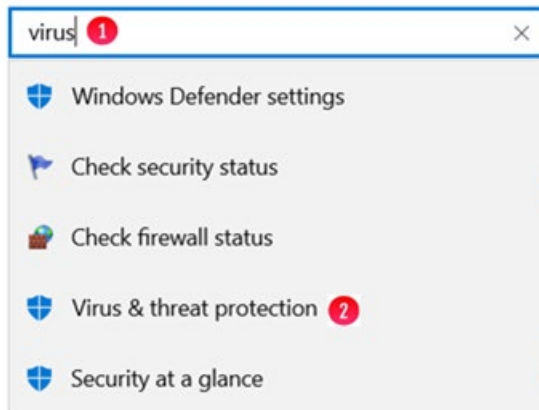 virus 1
Windows Defender settings
Check security status
Check firewall status
Virus & threat protection 2
Security at a glance